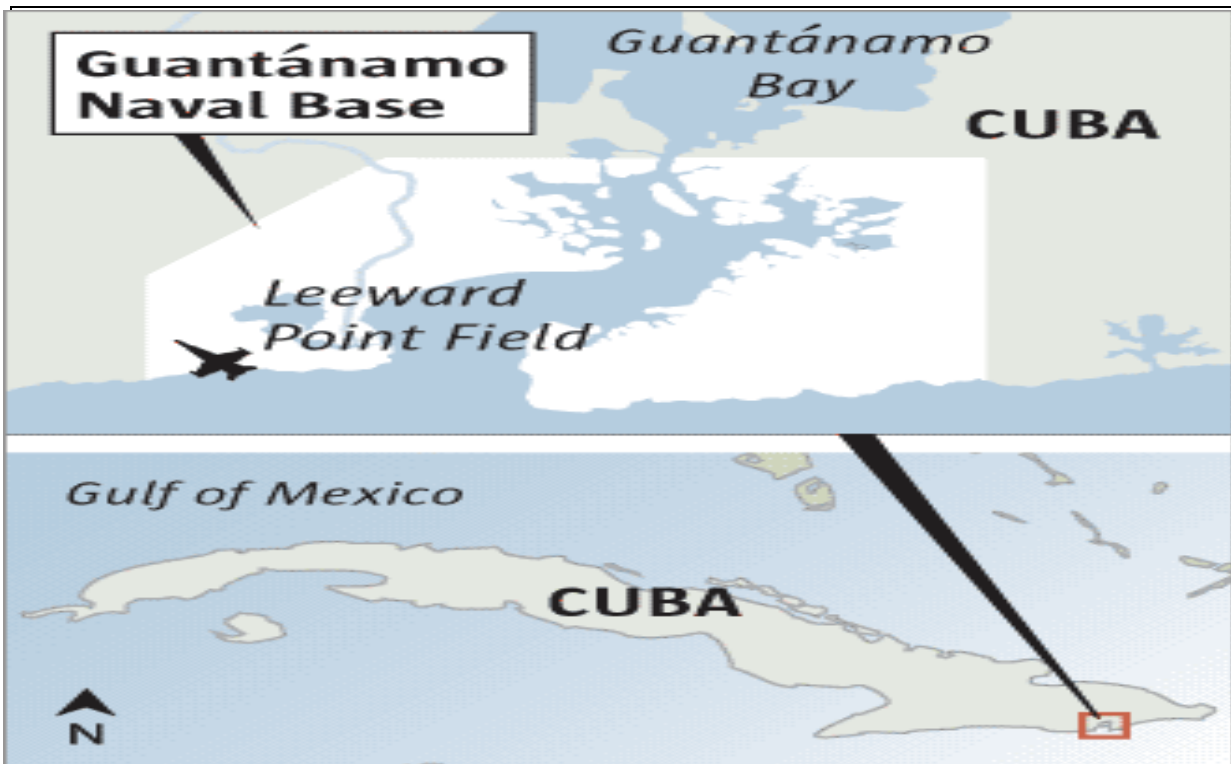 Guantánamo
Naval Base
Guantánamo
Bay
CUBA
Leeward
Point Field
Gulf of Mexico
CUBA
N